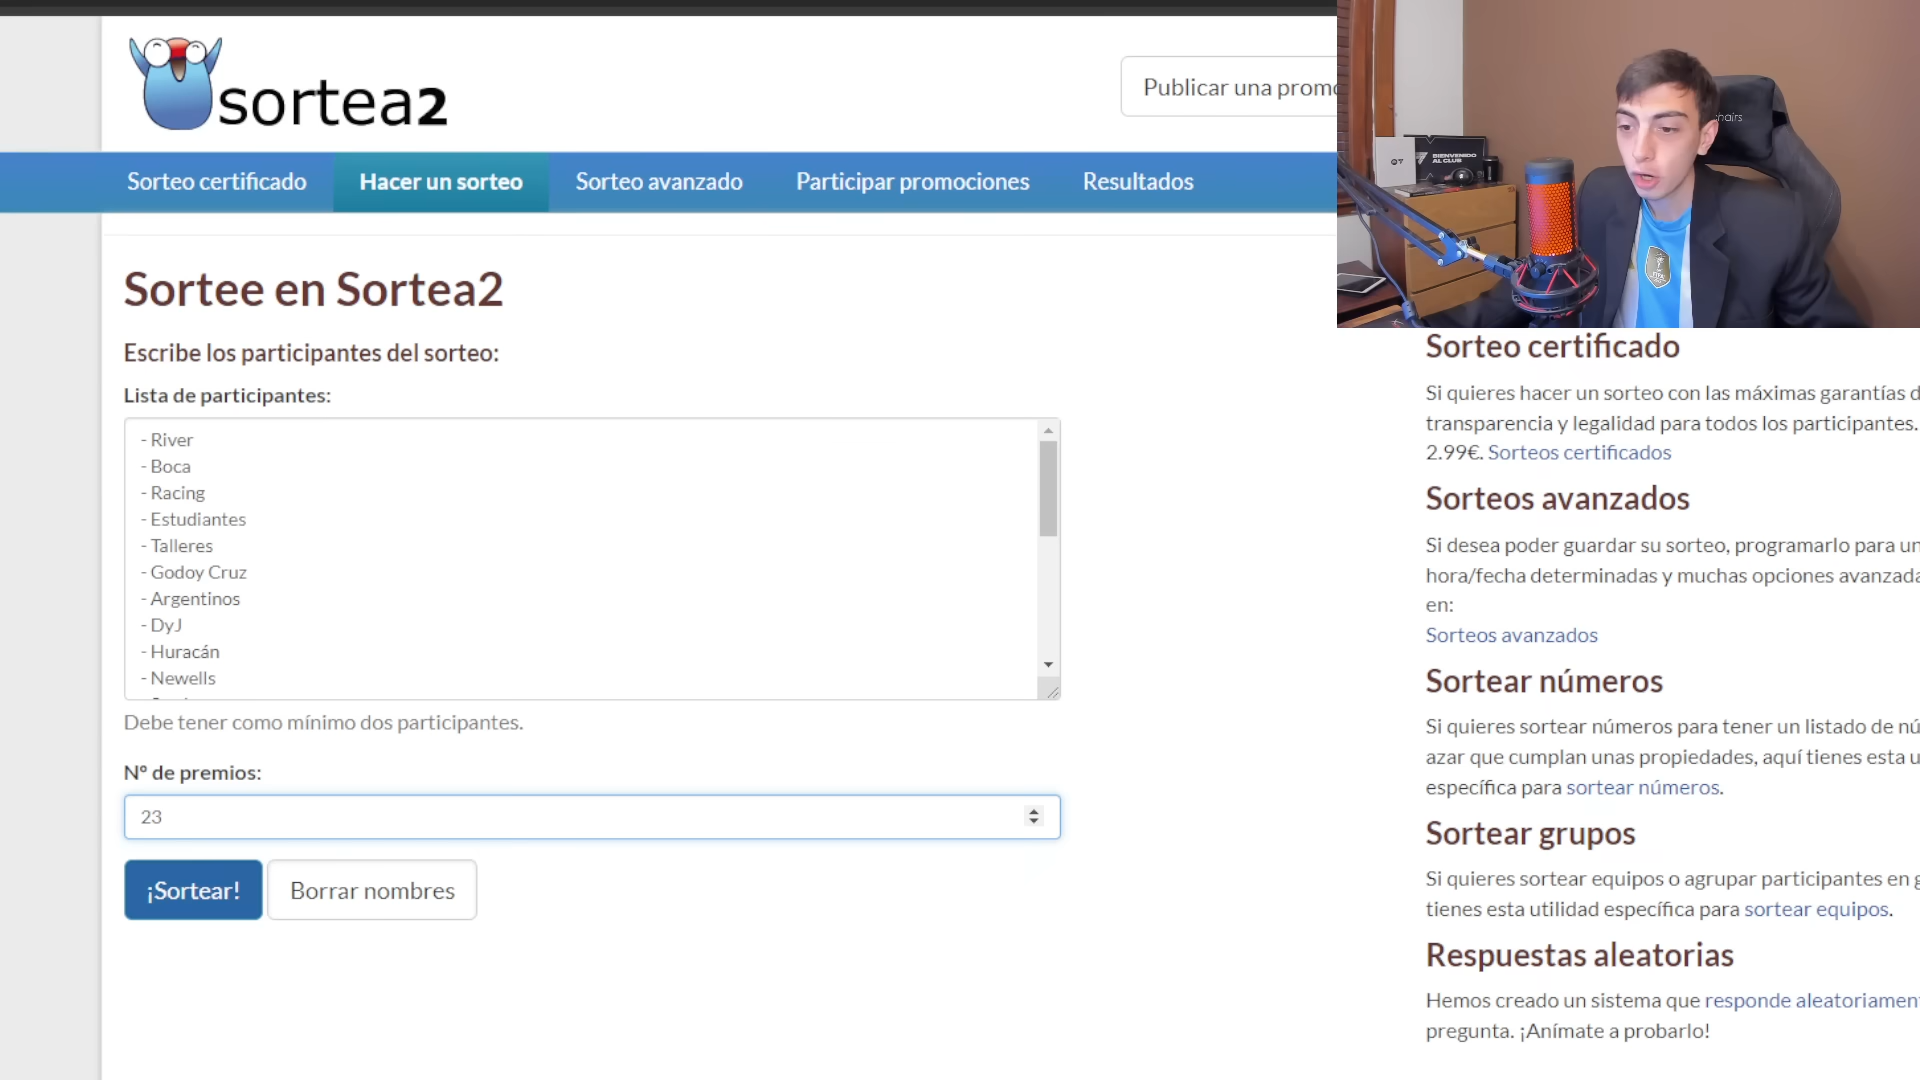 sortea2
Publicar una promo
Sorteo certificado
Hacer un sorteo
Sorteo avanzado
Participar promociones
Resultados
Sortee en Sortea2
Escribe los participantes del sorteo:
Lista de participantes:
- River
- Boca
- Racing
- Estudiantes
- Talleres
- Godoy Cruz
- Argentinos
- DyJ
- Huracán
- Newells
Debe tener como mínimo dos participantes.
Nº de premios:
23
¡Sortear!
Borrar nombres
hairs
BIENVENIDO
AL CLUB
Sorteo certificado
Si quieres hacer un sorteo con las máximas garantías d
transparencia y legalidad para todos los participantes.
2.99€. Sorteos certificados
Sorteos avanzados
Si desea poder guardar su sorteo, programarlo para un
hora/fecha determinadas y muchas opciones avanzada
en:
Sorteos avanzados
Sortear números
Si quieres sortear números para tener un listado de nú
azar que cumplan unas propiedades, aquí tienes esta u
específica para sortear números.
Sortear grupos
Si quieres sortear equipos o agrupar participantes en g
tienes esta utilidad específica para sortear equipos.
Respuestas aleatorias
Hemos creado un sistema que responde aleatoriamen
pregunta. ¡Anímate a probarlo!